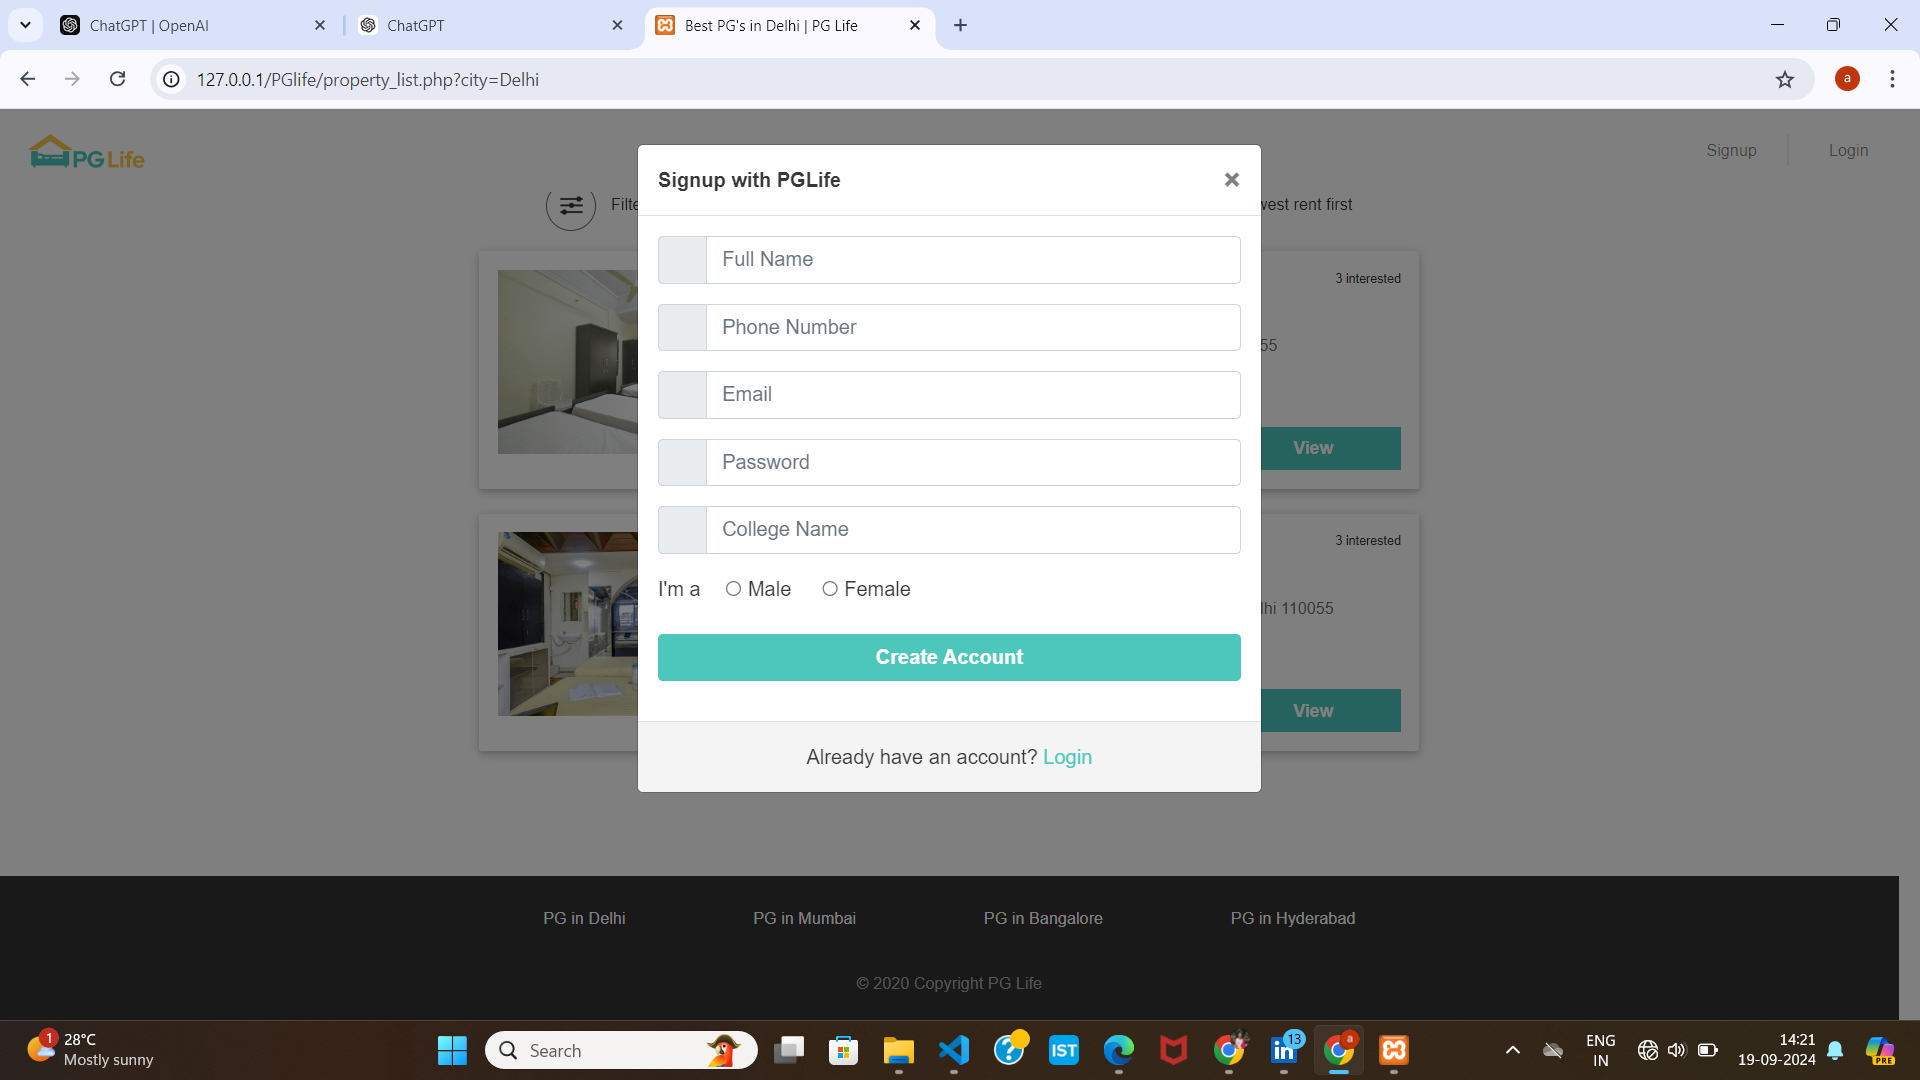 ChatGPT | OpenAI
ChatGPT
Best PG's in Delhi | PG Life
127.0.0.1/PGlife/property_list.php?city=Delhi
a
PG Life
Signup
Login
Signup with PGLife
×
Filte
west rent first
Full Name
3 interested
Phone Number
55
Email
View
Password
College Name
3 interested
I'm a Male Female
lhi 110055
Create Account
View
Already have an account? Login
PG in Delhi
PG in Mumbai
PG in Bangalore
PG in Hyderabad
© 2020 Copyright PG Life
1
28°C
Mostly sunny
Search
IST
in
13
a
PRE
ENG
IN
14:21
19-09-2024